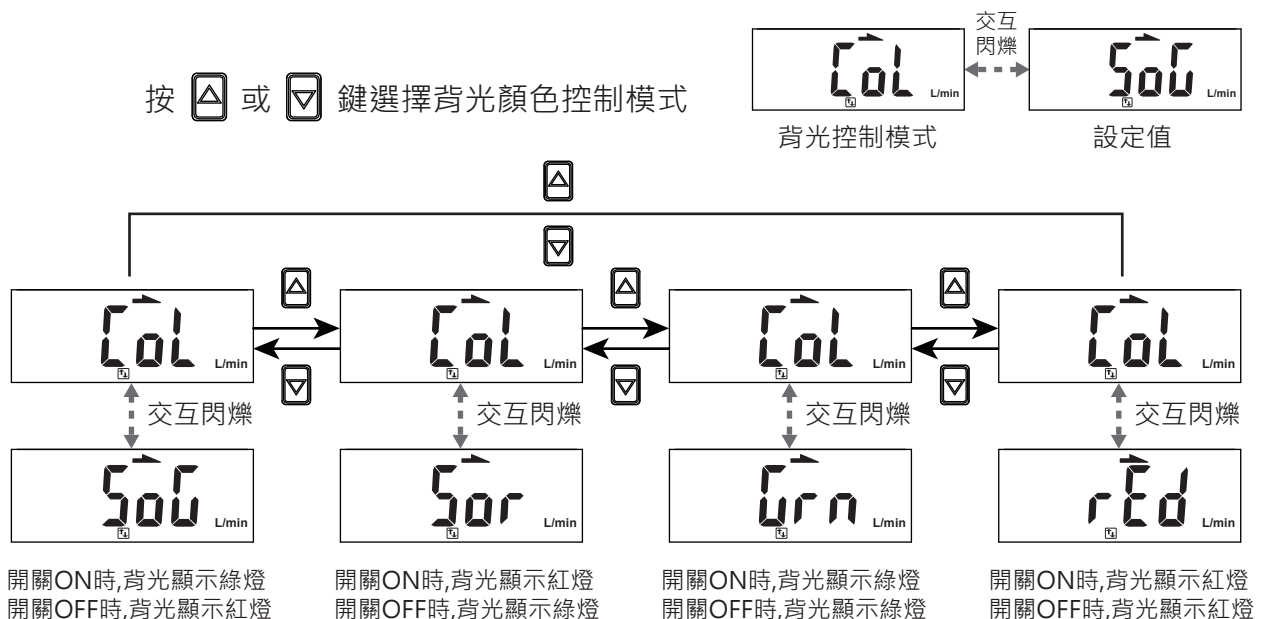 交互
閃爍
CoL L/min
SoG L/min
按 或 鍵選擇背光顏色控制模式
背光控制模式 設定值
CoL L/min CoL L/min CoL L/min CoL L/min
交互閃爍 交互閃爍 交互閃爍 交互閃爍
SoG L/min Sor L/min Grn L/min rEd L/min
開關ON時,背光顯示綠燈
開關OFF時,背光顯示紅燈
開關ON時,背光顯示紅燈
開關OFF時,背光顯示綠燈
開關ON時,背光顯示綠燈
開關OFF時,背光顯示綠燈
開關ON時,背光顯示紅燈
開關OFF時,背光顯示紅燈